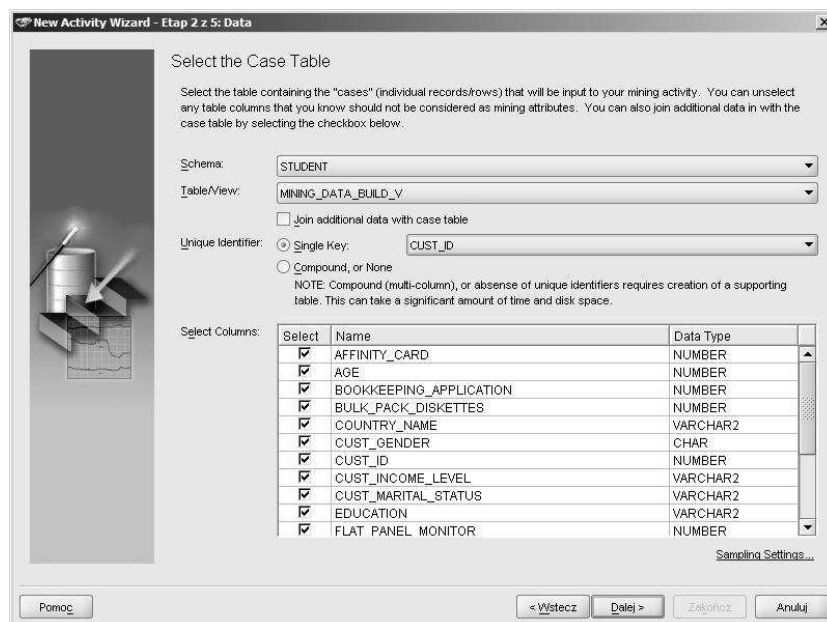 New Activity Wizard - Etap 2 z 5: Data
Select the Case Table
Select the table containing the "cases" (individual records/rows) that will be input to your mining activity. You can unselect
any table columns that you know should not be considered as mining attributes. You can also join additional data in with the
case table by selecting the checkbox below.
Schema: STUDENT
Table/View: MINING_DATA_BUILD_V
Join additional data with case table
Unique Identifier: Single Key: CUST_ID
Compound, or None
NOTE: Compound (multi-column), or absense of unique identifiers requires creation of a supporting
table. This can take a significant amount of time and disk space.
Select Columns: Select Name Data Type
AFFINITY_CARD NUMBER
AGE NUMBER
BOOKKEEPING_APPLICATION NUMBER
BULK_PACK_DISKETTES NUMBER
COUNTRY_NAME VARCHAR2
CUST_GENDER CHAR
CUST_ID NUMBER
CUST_INCOME_LEVEL VARCHAR2
CUST_MARITAL_STATUS VARCHAR2
EDUCATION VARCHAR2
FLAT_PANEL_MONITOR NUMBER
Sampling Settings...
Pomoc < Wstecz Dalej > Zakończ Anuluj